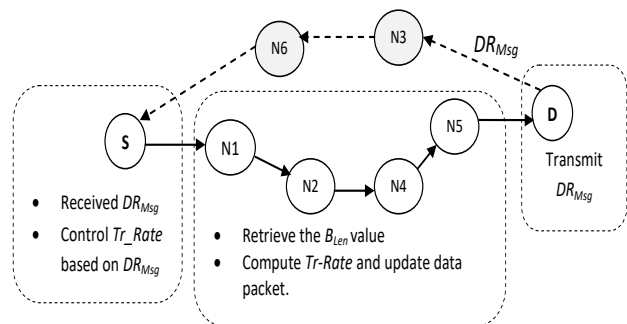 N6
N3
DR_Msg
S
N1
N2
N4
N5
D
Transmit
DR_Msg
• Received DR_Msg
• Control Tr_Rate
based on DR_Msg
• Retrieve the B_Len value
• Compute Tr-Rate and update data
packet.